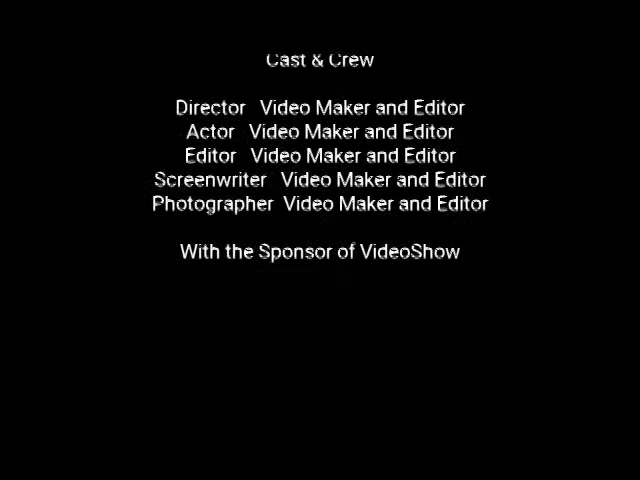 Cast & Crew
Director Video Maker and Editor
Actor Video Maker and Editor
Editor Video Maker and Editor
Screenwriter Video Maker and Editor
Photographer Video Maker and Editor
With the Sponsor of VideoShow